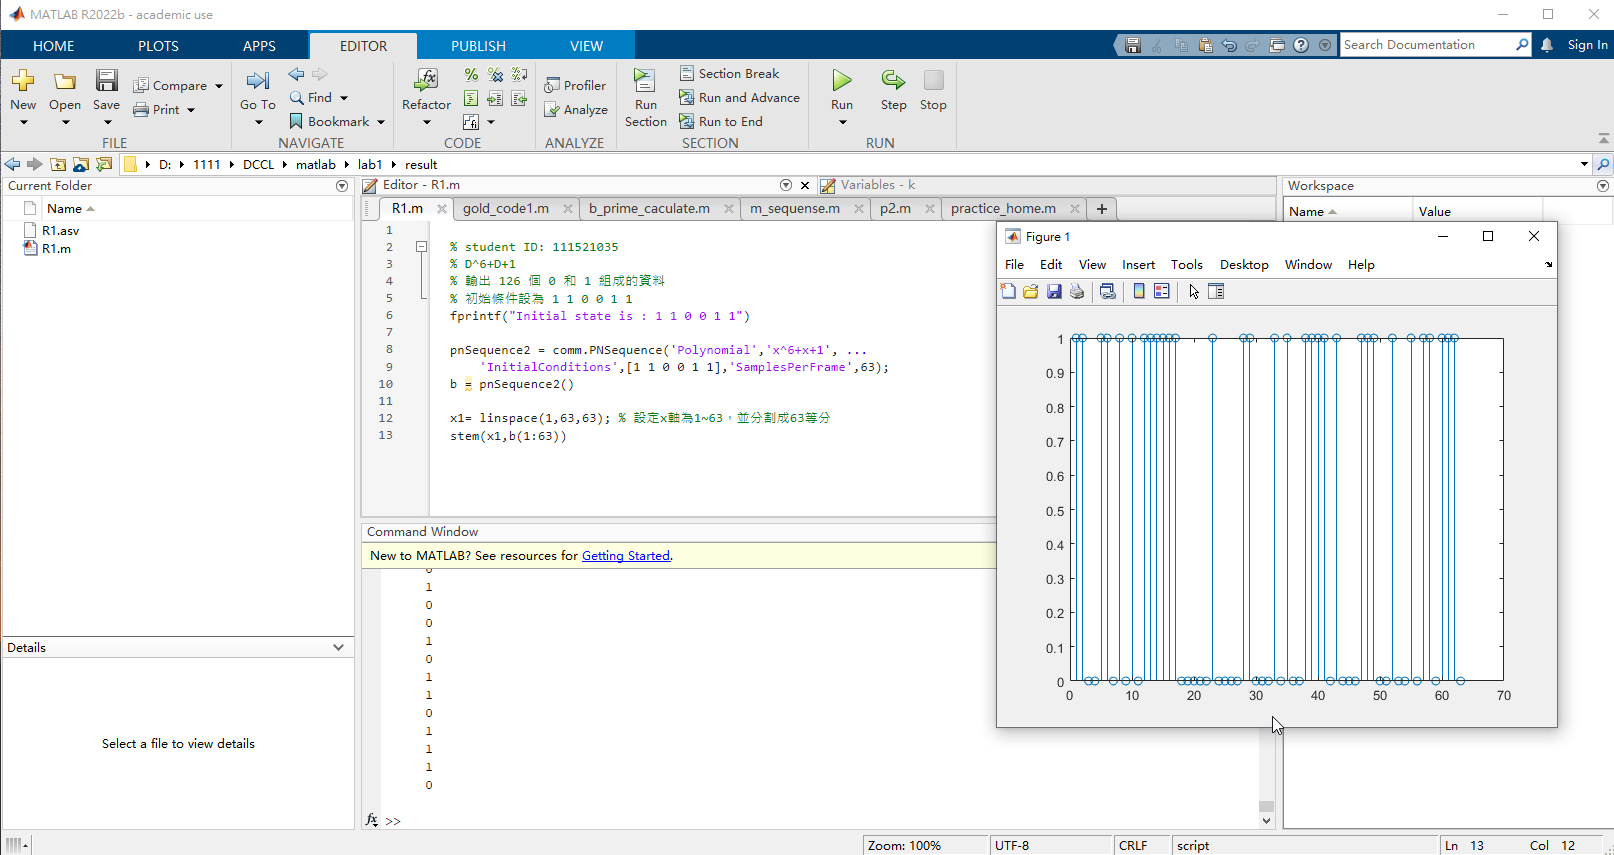 MATLAB R2022b - academic use
HOME PLOTS APPS EDITOR PUBLISH VIEW
Search Documentation
Sign In
New Open Save Compare Print
FILE
Go To Find Bookmark
NAVIGATE
Refactor
CODE
Profiler
Analyze
ANALYZE
Run Section
Section Break
Run and Advance
Run to End
SECTION
Run Step Stop
RUN
D: 1111 DCCL matlab lab1 result
Current Folder
Name
R1.asv
R1.m
Details
Select a file to view details
Editor - R1.m
Variables - k
R1.m gold_code1.m b_prime_caculate.m m_sequense.m p2.m practice_home.m
1
2 % student ID: 111521035
3 % D^6+D+1
4 % 輸出 126 個 0 和 1 組成的資料
5 % 初始條件設為 1 1 0 0 1 1
6 fprintf("Initial state is : 1 1 0 0 1 1")
7
8 pnSequence2 = comm.PNSequence('Polynomial','x^6+x+1', ...
9 'InitialConditions',[1 1 0 0 1 1],'SamplesPerFrame',63);
10 b = pnSequence2()
11
12 x1= linspace(1,63,63); % 設定x軸為1~63，並分割成63等分
13 stem(x1,b(1:63))
Command Window
New to MATLAB? See resources for Getting Started.
0
1
0
0
1
0
1
1
0
1
1
1
0
fx >>
Workspace
Name Value
Figure 1
File Edit View Insert Tools Desktop Window Help
1
0.9
0.8
0.7
0.6
0.5
0.4
0.3
0.2
0.1
0
0 10 20 30 40 50 60 70
Zoom: 100% UTF-8 CRLF script Ln 13 Col 12